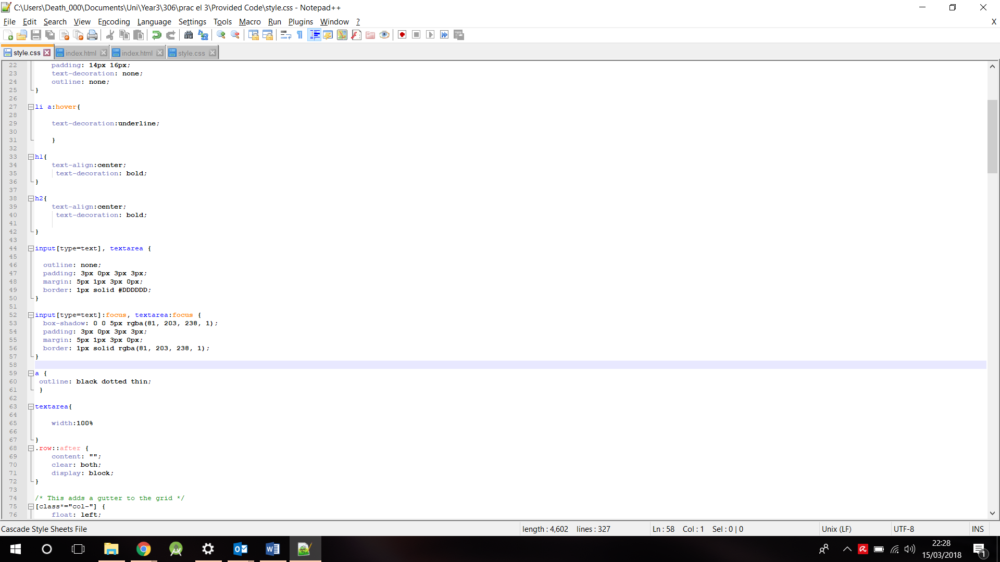 C:\Users\Death_000\Documents\Uni\Year3\306\prac el 3\Provided Code\style.css - Notepad++
File Edit Search View Encoding Language Settings Tools Macro Run Plugins Window ? X
style.css index.html index.html style.css
22 padding: 14px 16px;
23 text-decoration: none;
24 outline: none;
25 }
26
27 li a:hover{
28
29 text-decoration:underline;
30
31 }
32
33 h1{
34 text-align:center;
35 text-decoration: bold;
36 }
37
38 h2{
39 text-align:center;
40 text-decoration: bold;
41
42 }
43
44 input[type=text], textarea {
45
46 outline: none;
47 padding: 3px 0px 3px 3px;
48 margin: 5px 1px 3px 0px;
49 border: 1px solid #DDDDDD;
50 }
51
52 input[type=text]:focus, textarea:focus {
53 box-shadow: 0 0 5px rgba(81, 203, 238, 1);
54 padding: 3px 0px 3px 3px;
55 margin: 5px 1px 3px 0px;
56 border: 1px solid rgba(81, 203, 238, 1);
57 }
58
59 a {
60 outline: black dotted thin;
61 }
62
63 textarea{
64
65 width:100%
66
67 }
68 .row::after {
69 content: "";
70 clear: both;
71 display: block;
72 }
73
74 /* This adds a gutter to the grid */
75 [class*="col-"] {
76 float: left;
Cascade Style Sheets File length : 4,602 lines : 327 Ln : 58 Col : 1 Sel : 0 | 0 Unix (LF) UTF-8 INS
22:28
15/03/2018
1